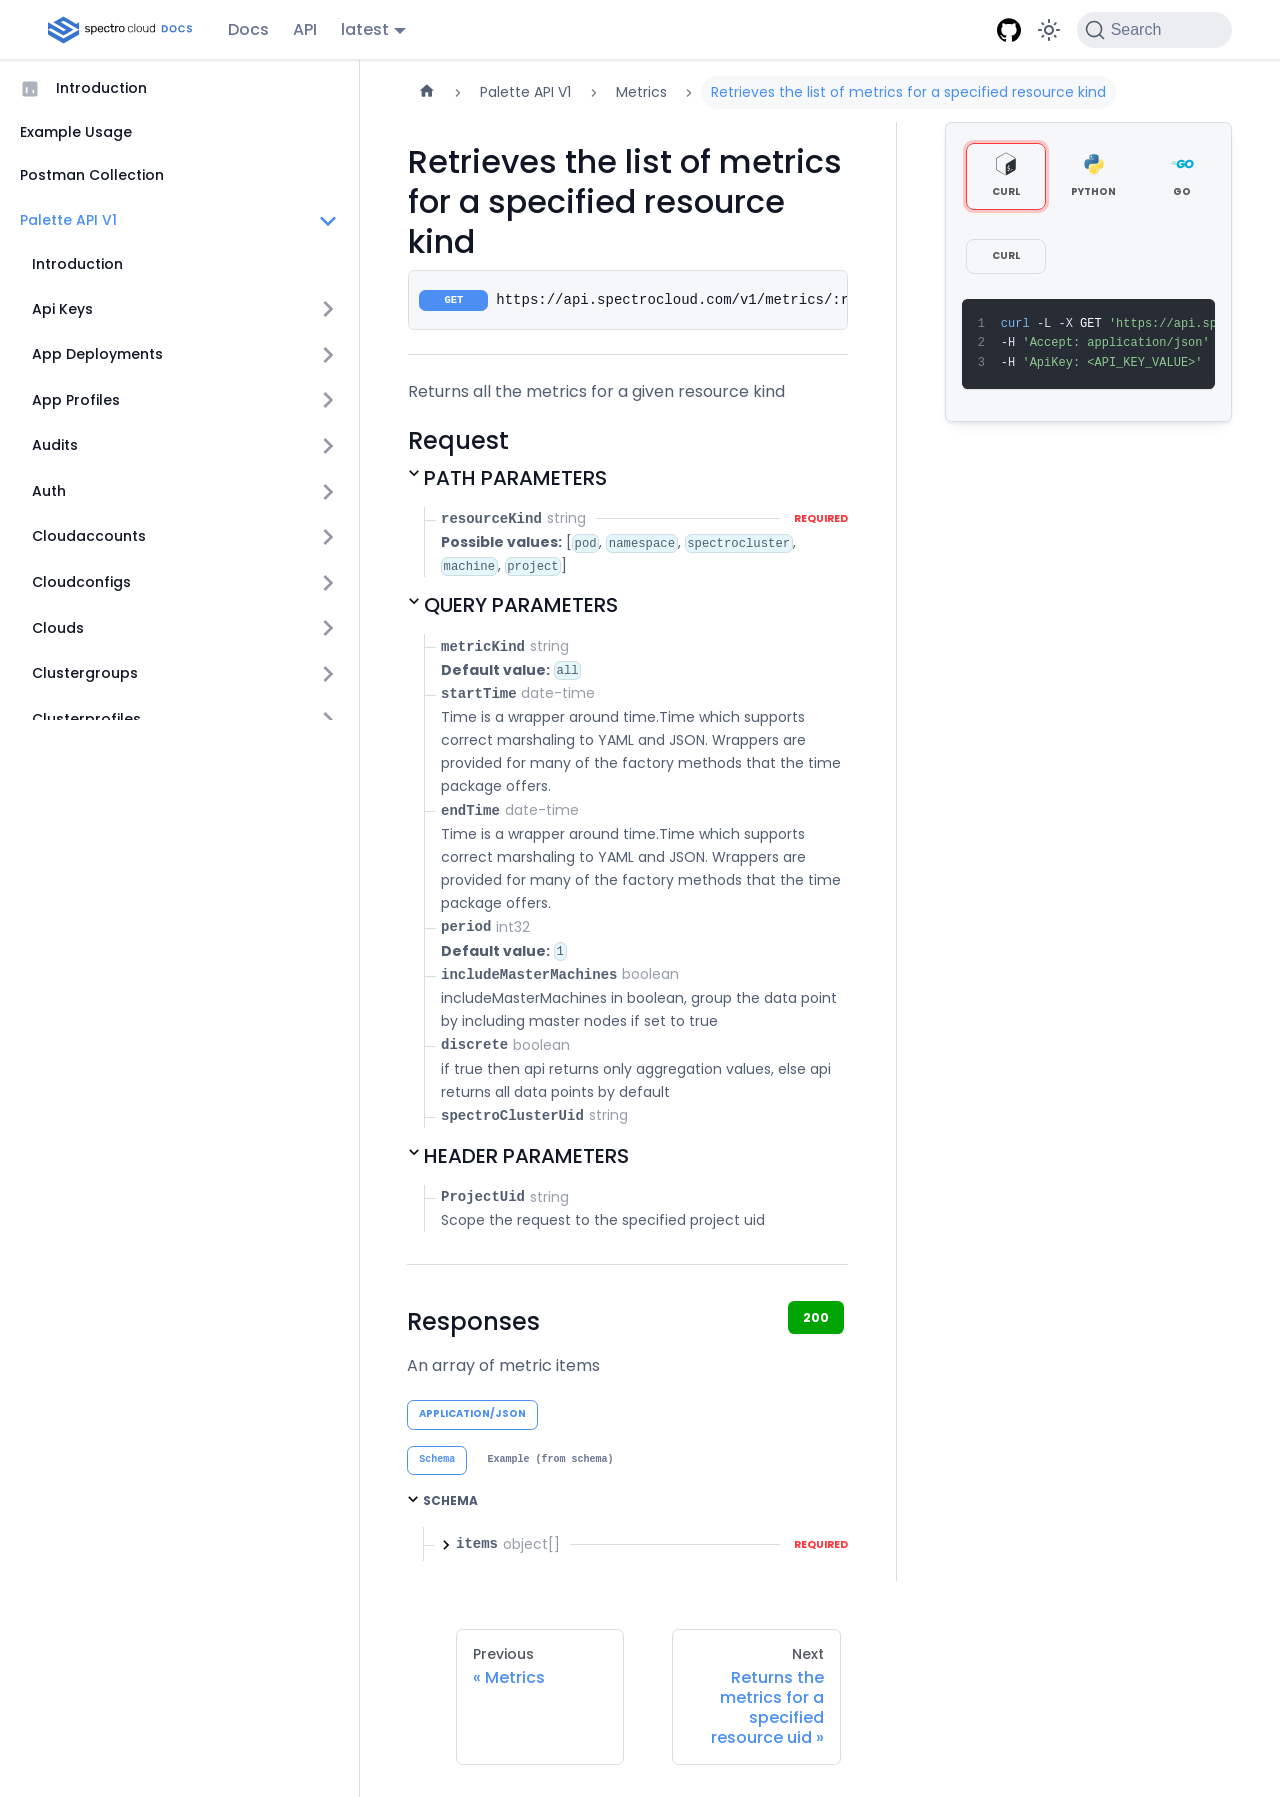 spectro cloud DOCS
Docs
API
latest
Search
Introduction
Example Usage
Postman Collection
Palette API V1
Introduction
Api Keys
App Deployments
App Profiles
Audits
Auth
Cloudaccounts
Cloudconfigs
Clouds
Clustergroups
Clusterprofiles
Palette API V1
Metrics
Retrieves the list of metrics for a specified resource kind
Retrieves the list of metrics
for a specified resource
kind
GET https://api.spectrocloud.com/v1/metrics/:r
Returns all the metrics for a given resource kind
Request
PATH PARAMETERS
resourceKind string REQUIRED
Possible values: [pod, namespace, spectrocluster,
machine, project]
QUERY PARAMETERS
metricKind string
Default value: all
startTime date-time
Time is a wrapper around time.Time which supports
correct marshaling to YAML and JSON. Wrappers are
provided for many of the factory methods that the time
package offers.
endTime date-time
Time is a wrapper around time.Time which supports
correct marshaling to YAML and JSON. Wrappers are
provided for many of the factory methods that the time
package offers.
period int32
Default value: 1
includeMasterMachines boolean
includeMasterMachines in boolean, group the data point
by including master nodes if set to true
discrete boolean
if true then api returns only aggregation values, else api
returns all data points by default
spectroClusterUid string
HEADER PARAMETERS
ProjectUid string
Scope the request to the specified project uid
Responses
200
An array of metric items
APPLICATION/JSON
Schema
Example (from schema)
SCHEMA
items object[] REQUIRED
Previous
« Metrics
Next
Returns the
metrics for a
specified
resource uid »
CURL
PYTHON
GO
GO
CURL
1 curl -L -X GET 'https://api.sp
2 -H 'Accept: application/json'
3 -H 'ApiKey: <API_KEY_VALUE>'